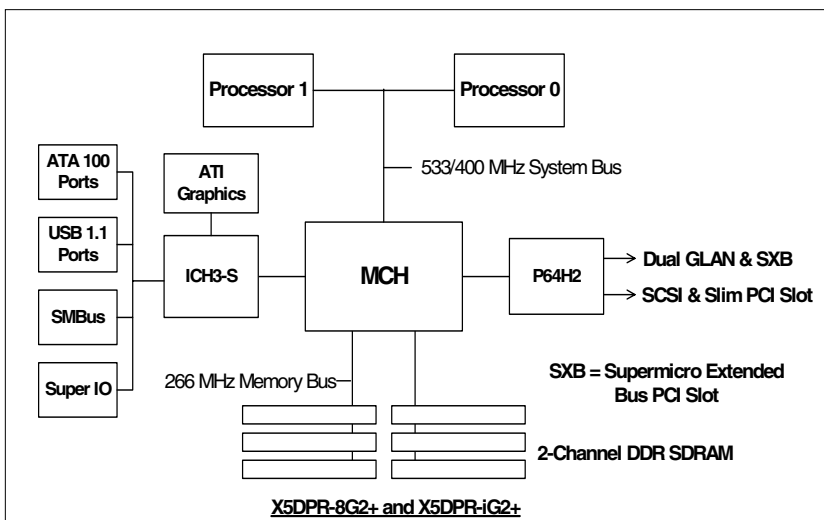 Processor 1
Processor 0
533/400 MHz System Bus
ATA 100
Ports
ATI
Graphics
USB 1.1
Ports
ICH3-S
MCH
P64H2
Dual GLAN & SXB
SCSI & Slim PCI Slot
SMBus
Super IO
266 MHz Memory Bus
SXB = Supermicro Extended
Bus PCI Slot
2-Channel DDR SDRAM
X5DPR-8G2+ and X5DPR-iG2+